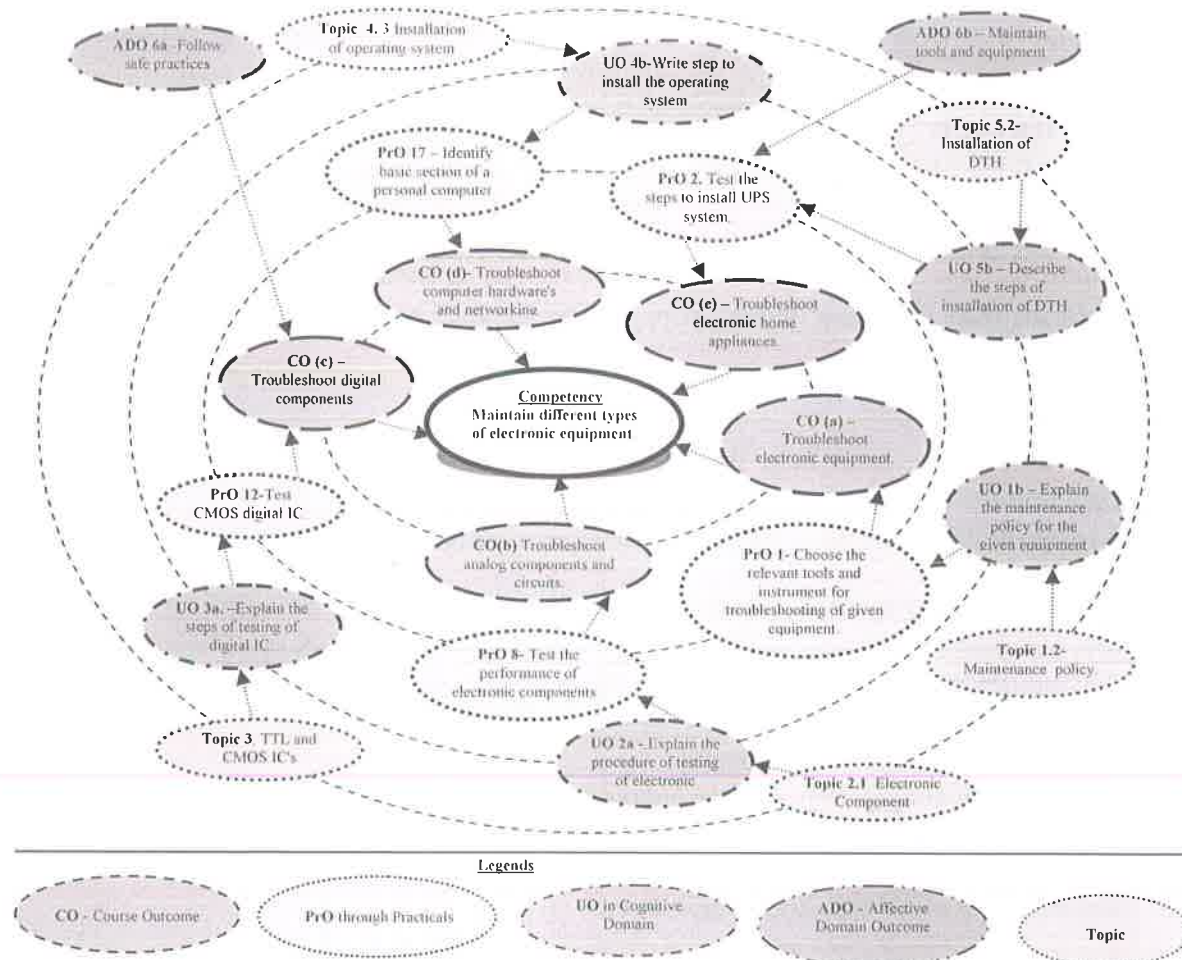 Topic 4. 3 Installation
of operating system
ADO 6a -Follow
safe practices
ADO 6b – Maintain
tools and equipment
UO 4b-Write step to
install the operating
system
Topic 5.2-
Installation of
DTH
PrO 17 – Identify
basic section of a
personal computer
PrO 2. Test the
steps to install UPS
system.
UO 5b – Describe
the steps of
installation of DTH
CO (d)- Troubleshoot
computer hardware's
and networking
CO (e) – Troubleshoot
electronic home
appliances.
CO (c) –
Troubleshoot digital
components
Competency
Maintain different types
of electronic equipment
CO (a) –
Troubleshoot
electronic equipment.
PrO 12-Test
CMOS digital IC
UO 1b – Explain
the maintenance
policy for the
given equipment
CO(b) Troubleshoot
analog components and
circuits.
PrO 1- Choose the
relevant tools and
instrument for
troubleshooting of given
equipment.
UO 3a. –Explain the
steps of testing of
digital IC
PrO 8- Test the
performance of
electronic components
Topic 1.2-
Maintenance policy.
Topic 3. TTL and
CMOS IC's
UO 2a - Explain the
procedure of testing
of electronic
Topic 2.1 Electronic
Component
Legends
CO - Course Outcome
PrO through Practicals
UO in Cognitive
Domain
ADO - Affective
Domain Outcome
Topic